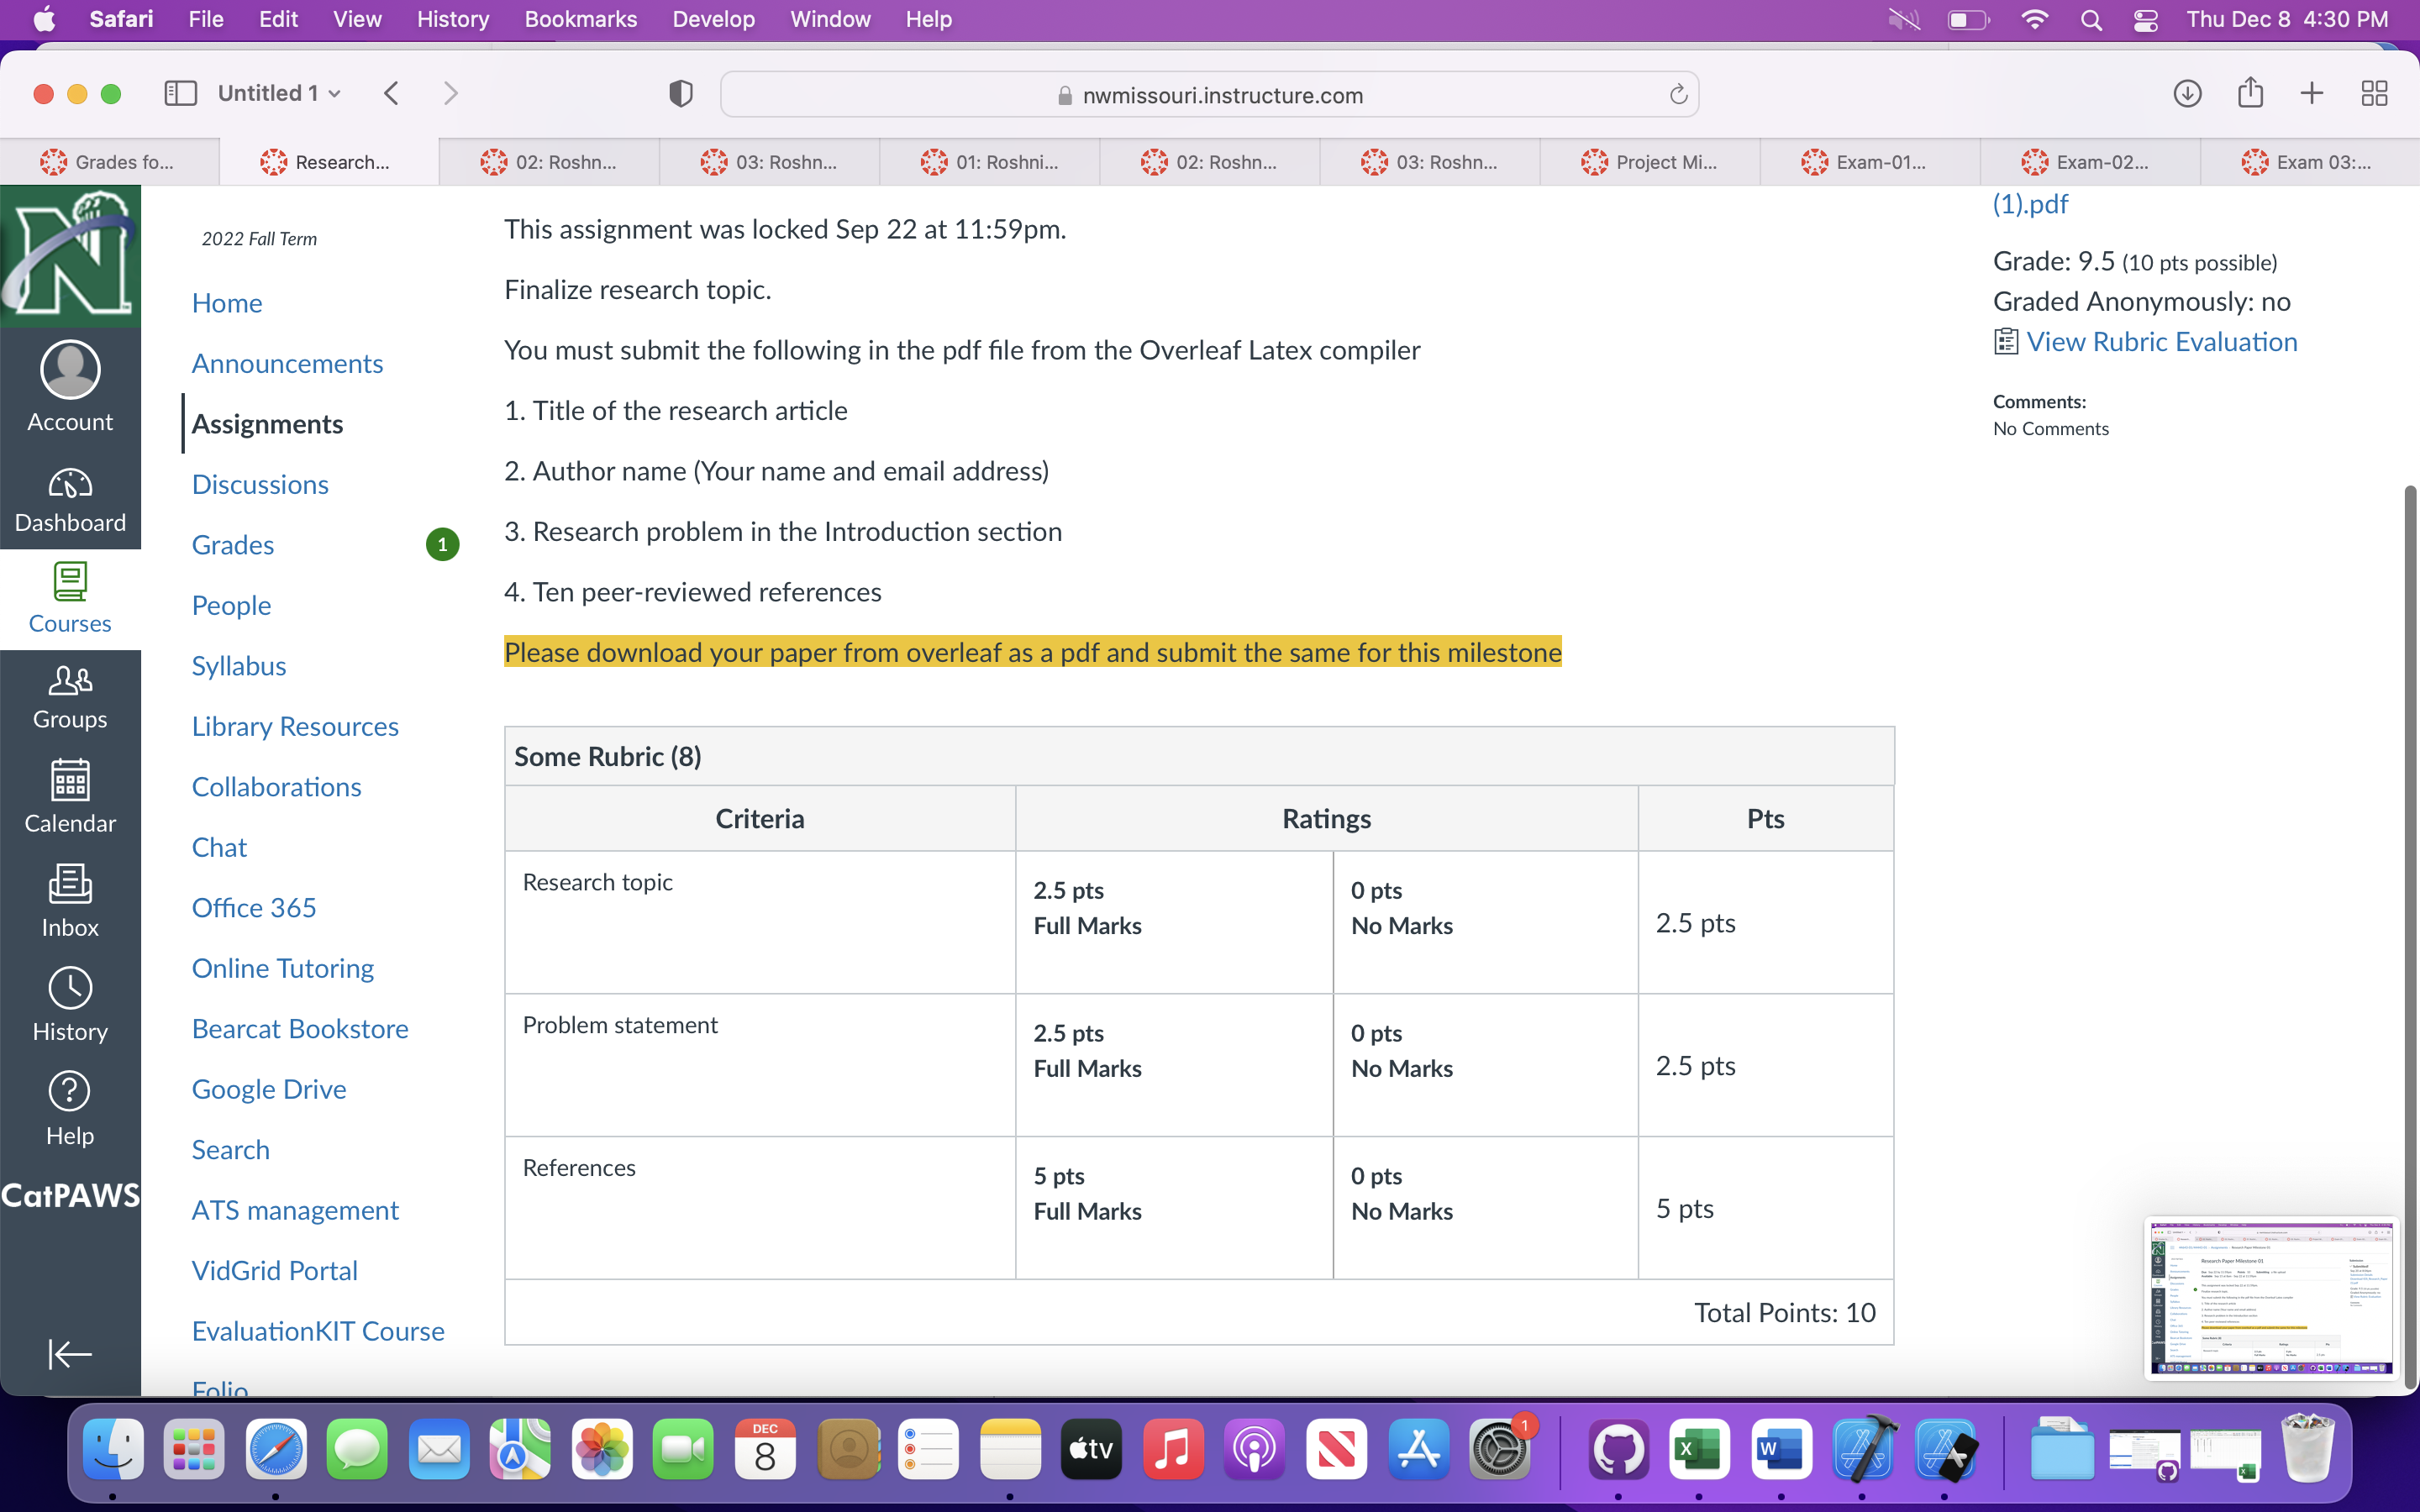 Safari File Edit View History Bookmarks Develop Window Help Thu Dec 8 4:30 PM
Untitled 1 nwmissouri.instructure.com
Grades fo... Research... 02: Roshn... 03: Roshn... 01: Roshni... 02: Roshn... 03: Roshn... Project Mi... Exam-01... Exam-02... Exam 03:...
N
Account
Dashboard
Courses
Groups
Calendar
Inbox
History
Help
CatPAWS
2022 Fall Term
Home
Announcements
Assignments
Discussions
Grades 1
People
Syllabus
Library Resources
Collaborations
Chat
Office 365
Online Tutoring
Bearcat Bookstore
Google Drive
Search
ATS management
VidGrid Portal
EvaluationKIT Course
Folio
This assignment was locked Sep 22 at 11:59pm.
Finalize research topic.
You must submit the following in the pdf file from the Overleaf Latex compiler
1. Title of the research article
2. Author name (Your name and email address)
3. Research problem in the Introduction section
4. Ten peer-reviewed references
Please download your paper from overleaf as a pdf and submit the same for this milestone
Some Rubric (8)
Criteria Ratings Pts
Research topic 2.5 pts 0 pts
Full Marks No Marks 2.5 pts
Problem statement 2.5 pts 0 pts
Full Marks No Marks 2.5 pts
References 5 pts 0 pts
Full Marks No Marks 5 pts
Total Points: 10
(1).pdf
Grade: 9.5 (10 pts possible)
Graded Anonymously: no
View Rubric Evaluation
Comments:
No Comments
Research Paper Milestone 01
DEC
8
tv
1
X
W